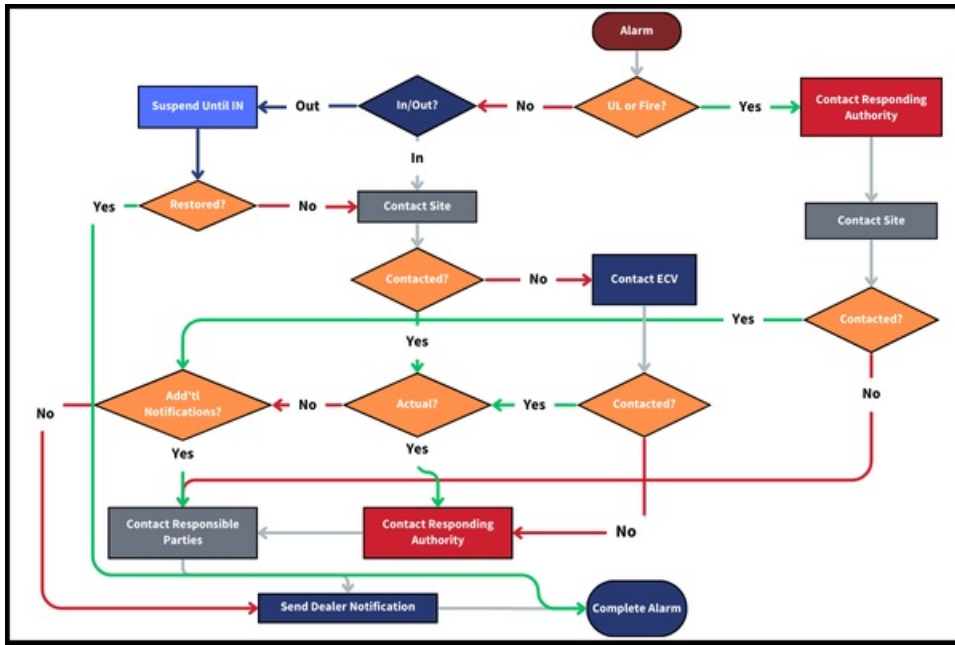 Alarm
Suspend Until IN
Out
In/Out?
No
UL or Fire?
Yes
Contact Responding
Authority
In
Yes
Restored?
No
Contact Site
Contact Site
Contacted?
No
Contact ECV
Yes
Contacted?
Yes
No
Add'tl
Notifications?
No
Actual?
Yes
Contacted?
No
Yes
Yes
Contact Responsible
Parties
Contact Responding
Authority
No
Send Dealer Notification
Complete Alarm